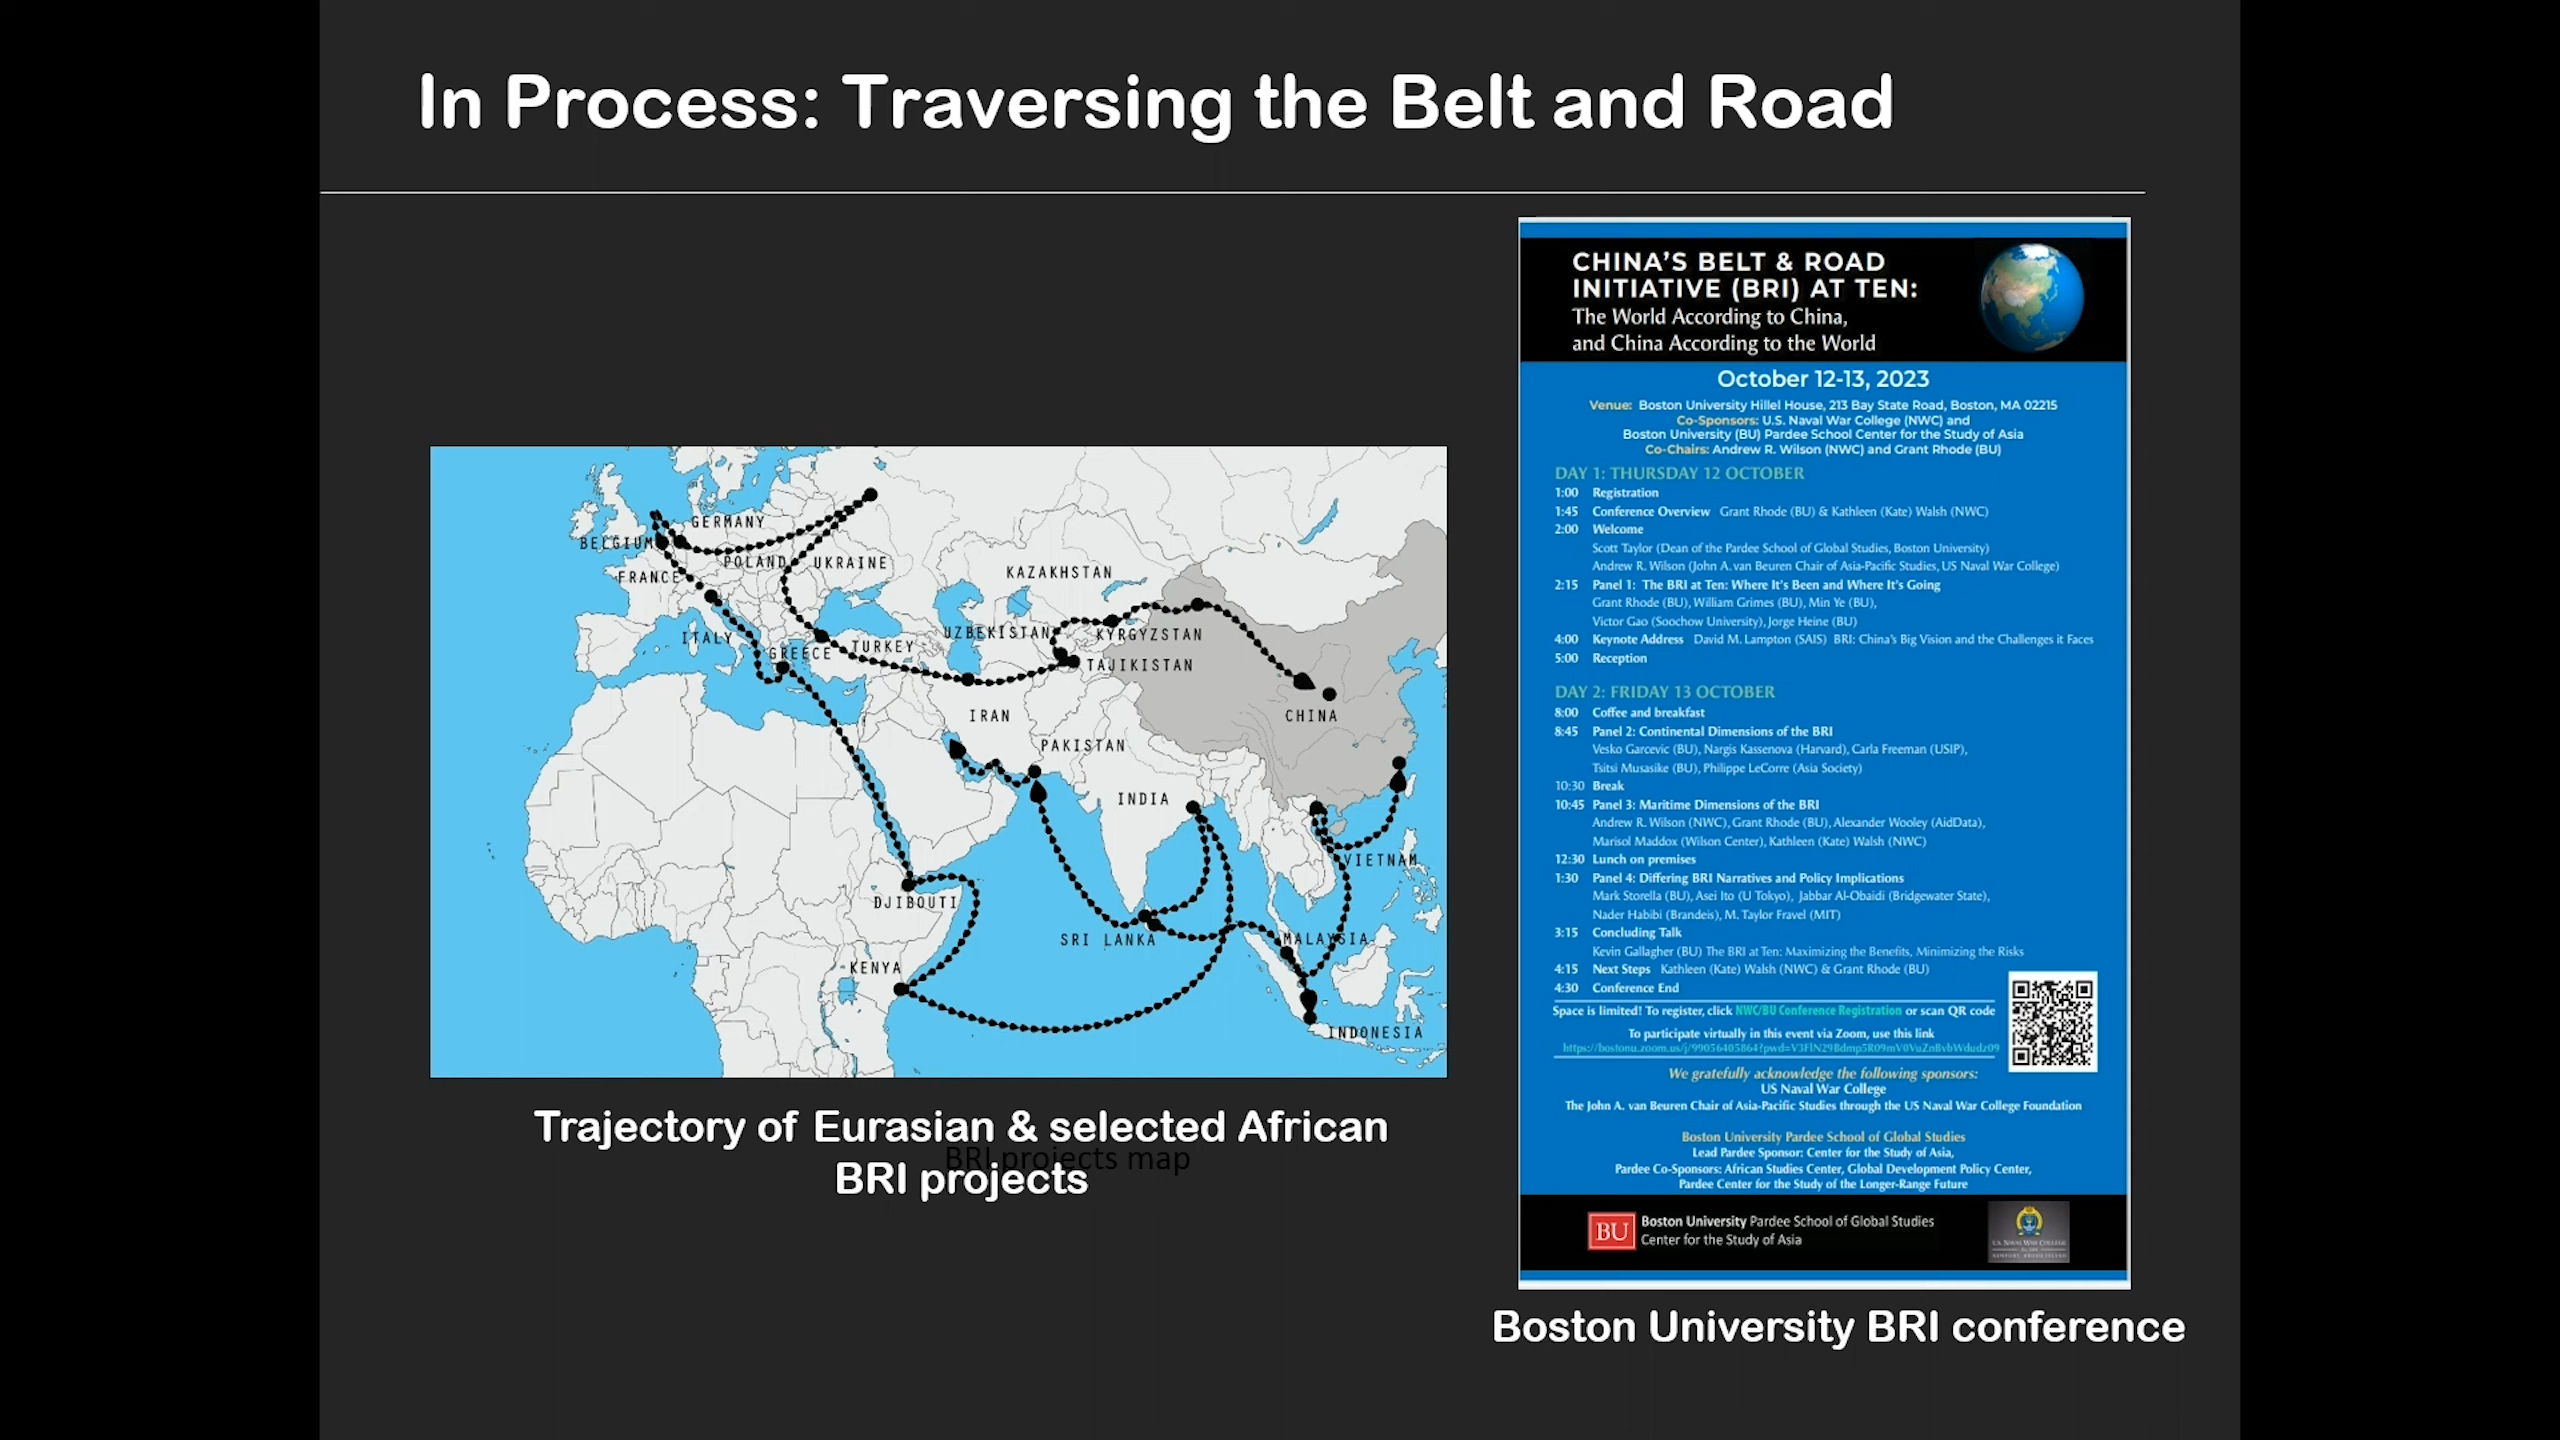 In Process: Traversing the Belt and Road
GERMANY
BELGIUM
POLAND
UKRAINE
FRANCE
KAZAKHSTAN
ITALY
UZBEKISTAN
KYRGYZSTAN
GREECE
TURKEY
TAJIKISTAN
IRAN
CHINA
PAKISTAN
INDIA
VIETNAM
DJIBOUTI
SRI LANKA
MALAYSIA
KENYA
INDONESIA
Trajectory of Eurasian & selected African
BRI projects map
BRI projects
CHINA'S BELT & ROAD
INITIATIVE (BRI) AT TEN:
The World According to China,
and China According to the World
October 12-13, 2023
Venue: Boston University Hillel House, 213 Bay State Road, Boston, MA 02215
Co-Sponsors: U.S. Naval War College (NWC) and
Boston University (BU) Pardee School Center for the Study of Asia
Co-Chairs: Andrew R. Wilson (NWC) and Grant Rhode (BU)
DAY 1: THURSDAY 12 OCTOBER
1:00 Registration
1:45 Conference Overview Grant Rhode (BU) & Kathleen (Kate) Walsh (NWC)
2:00 Welcome
Scott Taylor (Dean of the Pardee School of Global Studies, Boston University)
Andrew R. Wilson (John A. van Beuren Chair of Asia-Pacific Studies, US Naval War College)
2:15 Panel 1: The BRI at Ten: Where It's Been and Where It's Going
Grant Rhode (BU), William Grimes (BU), Min Ye (BU),
Victor Gao (Soochow University), Jorge Heine (BU)
4:00 Keynote Address David M. Lampton (SAIS) BRI: China's Big Vision and the Challenges it Faces
5:00 Reception
DAY 2: FRIDAY 13 OCTOBER
8:00 Coffee and breakfast
8:45 Panel 2: Continental Dimensions of the BRI
Vesko Garcevic (BU), Nargis Kassenova (Harvard), Carla Freeman (USIP),
Tsitsi Musasike (BU), Philippe LeCorre (Asia Society)
10:30 Break
10:45 Panel 3: Maritime Dimensions of the BRI
Andrew R. Wilson (NWC), Grant Rhode (BU), Alexander Wooley (AidData),
Marisol Maddox (Wilson Center), Kathleen (Kate) Walsh (NWC)
12:30 Lunch on premises
1:30 Panel 4: Differing BRI Narratives and Policy Implications
Mark Storella (BU), Asei Ito (U Tokyo), Jabbar Al-Obaidi (Bridgewater State),
Nader Habibi (Brandeis), M. Taylor Fravel (MIT)
3:15 Concluding Talk
Kevin Gallagher (BU) The BRI at Ten: Maximizing the Benefits, Minimizing the Risks
4:15 Next Steps Kathleen (Kate) Walsh (NWC) & Grant Rhode (BU)
4:30 Conference End
Space is limited! To register, click NWC/BU Conference Registration or scan QR code
To participate virtually in this event via Zoom, use this link
We gratefully acknowledge the following sponsors:
US Naval War College
The John A. van Beuren Chair of Asia-Pacific Studies through the US Naval War College Foundation
Boston University Pardee School of Global Studies
Lead Pardee Sponsor: Center for the Study of Asia,
Pardee Co-Sponsors: African Studies Center, Global Development Policy Center,
Pardee Center for the Study of the Longer-Range Future
BU Boston University Pardee School of Global Studies
Center for the Study of Asia
U.S. NAVAL WAR COLLEGE
Boston University BRI conference